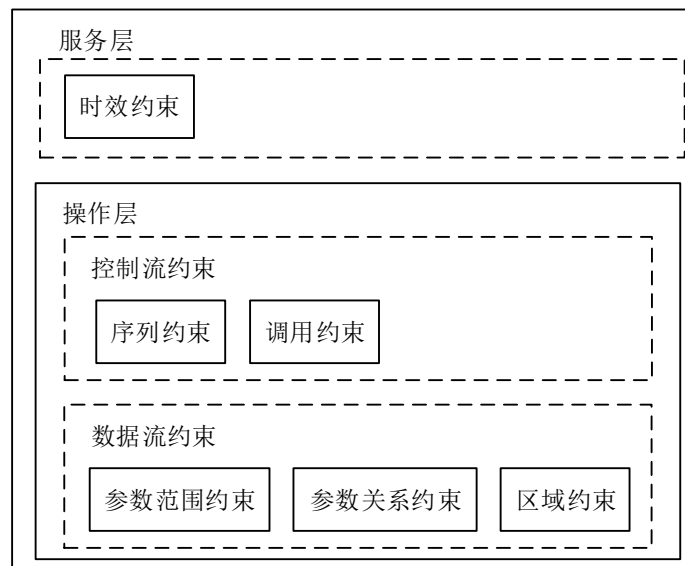 服务层
时效约束
操作层
控制流约束
序列约束
调用约束
数据流约束
参数范围约束
参数关系约束
区域约束